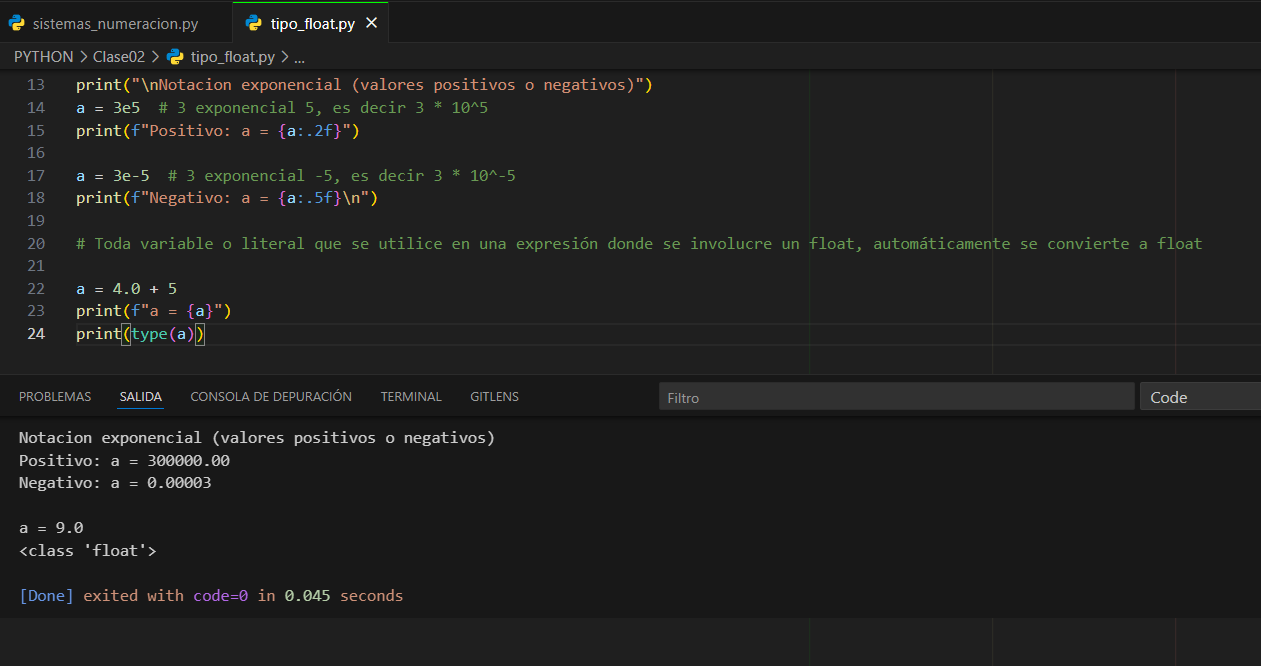 sistemas_numeracion.py tipo_float.py
PYTHON > Clase02 > tipo_float.py > ...
13 print("\nNotacion exponencial (valores positivos o negativos)")
14 a = 3e5  # 3 exponencial 5, es decir 3 * 10^5
15 print(f"Positivo: a = {a:.2f}")
16
17 a = 3e-5  # 3 exponencial -5, es decir 3 * 10^-5
18 print(f"Negativo: a = {a:.5f}\n")
19
20 # Toda variable o literal que se utilice en una expresión donde se involucre un float, automáticamente se convierte a float
21
22 a = 4.0 + 5
23 print(f"a = {a}")
24 print(type(a))
PROBLEMAS SALIDA CONSOLA DE DEPURACIÓN TERMINAL GITLENS Filtro Code
Notacion exponencial (valores positivos o negativos)
Positivo: a = 300000.00
Negativo: a = 0.00003
a = 9.0
<class 'float'>
[Done] exited with code=0 in 0.045 seconds